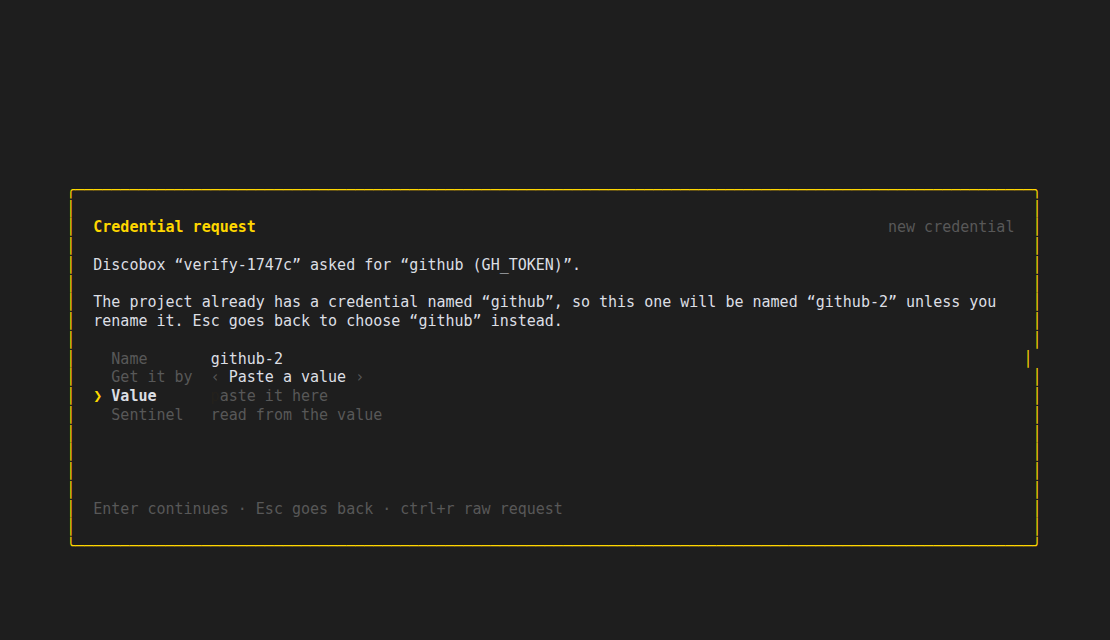 Credential request new credential
Discobox “verify-1747c” asked for “github (GH_TOKEN)”.
The project already has a credential named “github”, so this one will be named “github-2” unless you
rename it. Esc goes back to choose “github” instead.
Name github-2
Get it by ‹ Paste a value ›
❯ Value aste it here
Sentinel read from the value
Enter continues · Esc goes back · ctrl+r raw request